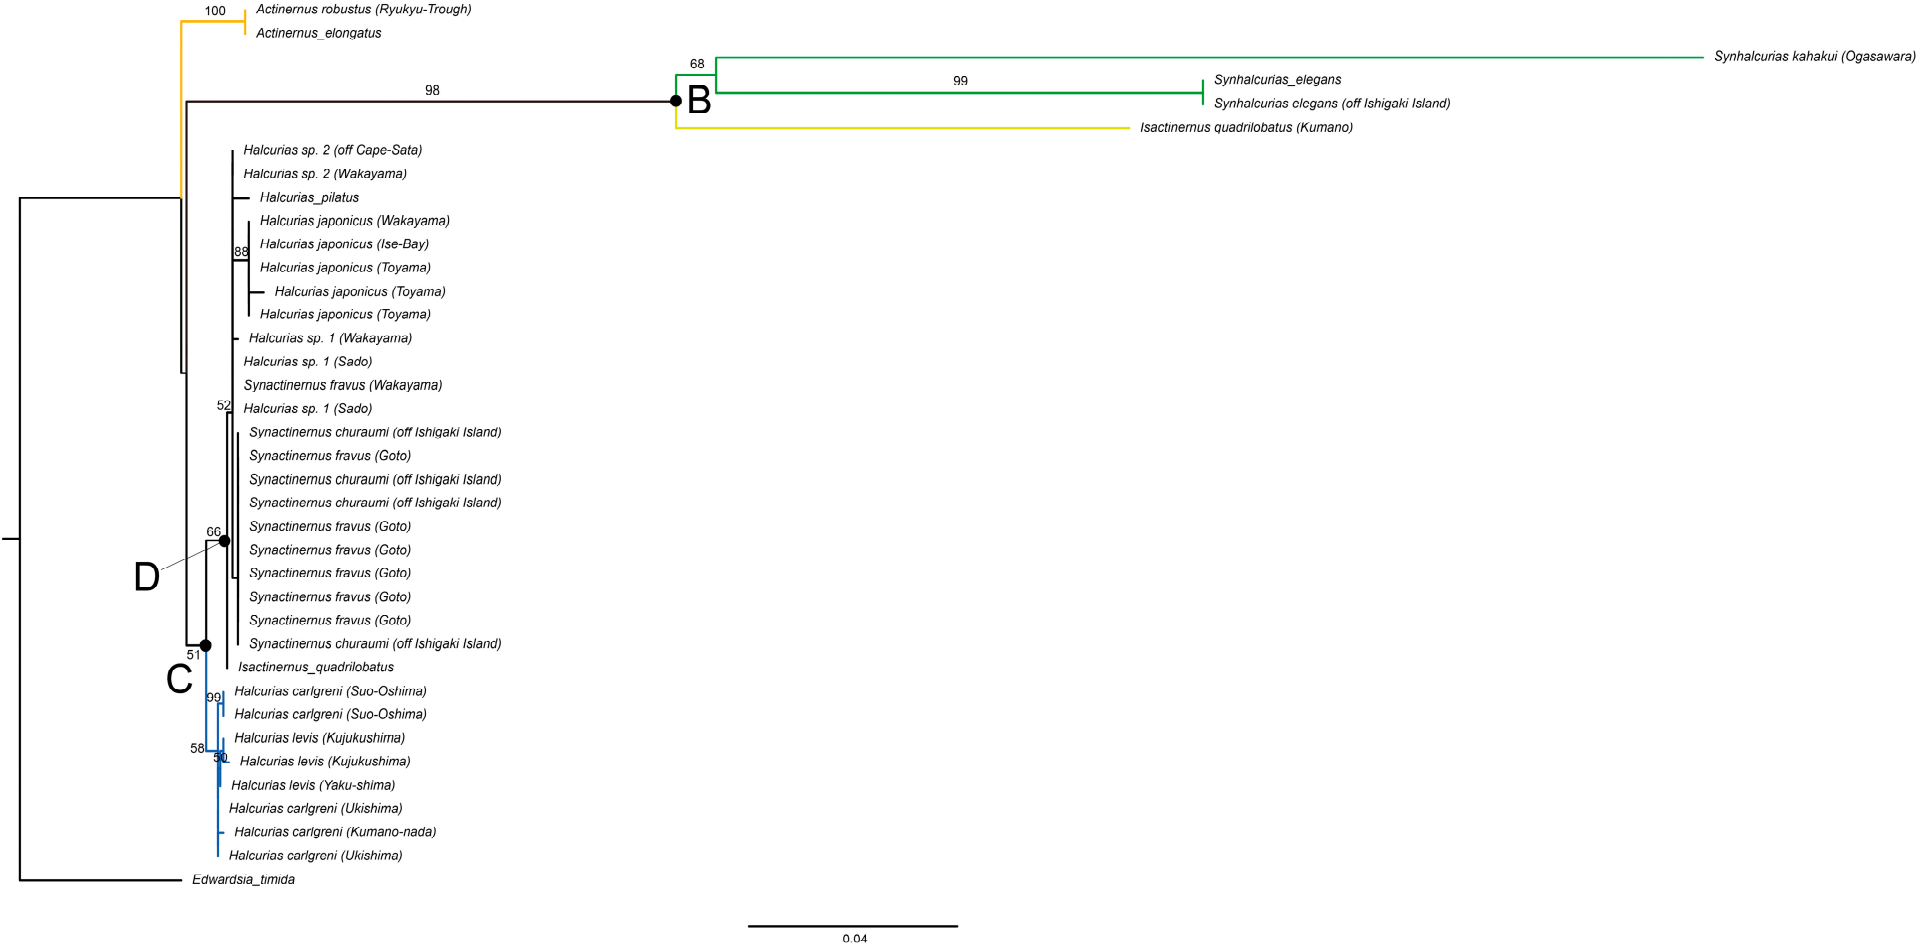 100
Actinernus robustus (Ryukyu-Trough)
Actinernus_elongatus
68
Synhalcurias kahakui (Ogasawara)
99
Synhalcurias_elegans
98
B
Synhalcurias elegans (off Ishigaki Island)
Isactinernus quadrilobatus (Kumano)
Halcurias sp. 2 (off Cape-Sata)
Halcurias sp. 2 (Wakayama)
Halcurias_pilatus
Halcurias japonicus (Wakayama)
88
Halcurias japonicus (Ise-Bay)
Halcurias japonicus (Toyama)
Halcurias japonicus (Toyama)
Halcurias japonicus (Toyama)
Halcurias sp. 1 (Wakayama)
Halcurias sp. 1 (Sado)
Synactinernus fravus (Wakayama)
52
Halcurias sp. 1 (Sado)
Synactinernus churaumi (off Ishigaki Island)
Synactinernus fravus (Goto)
Synactinernus churaumi (off Ishigaki Island)
Synactinernus churaumi (off Ishigaki Island)
66
Synactinernus fravus (Goto)
Synactinernus fravus (Goto)
D
Synactinernus fravus (Goto)
Synactinernus fravus (Goto)
Synactinernus fravus (Goto)
Synactinernus churaumi (off Ishigaki Island)
51
Isactinernus_quadrilobatus
C
99
Halcurias carlgreni (Suo-Oshima)
Halcurias carlgreni (Suo-Oshima)
Halcurias levis (Kujukushima)
58
50
Halcurias levis (Kujukushima)
Halcurias levis (Yaku-shima)
Halcurias carlgreni (Ukishima)
Halcurias carlgreni (Kumano-nada)
Halcurias carlgreni (Ukishima)
Edwardsia_timida
0.04